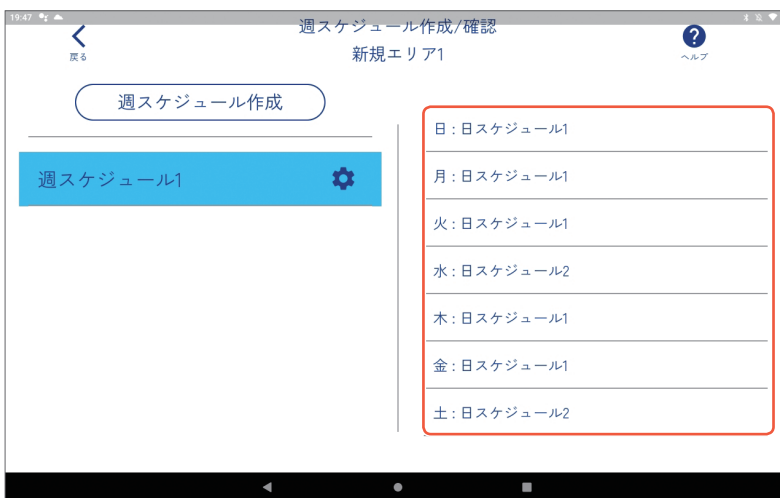 19:47
週スケジュール作成/確認
戻る
新規エリア1
ヘルプ
週スケジュール作成
週スケジュール1
日 : 日スケジュール1
月 : 日スケジュール1
火 : 日スケジュール1
水 : 日スケジュール2
木 : 日スケジュール1
金 : 日スケジュール1
土 : 日スケジュール2